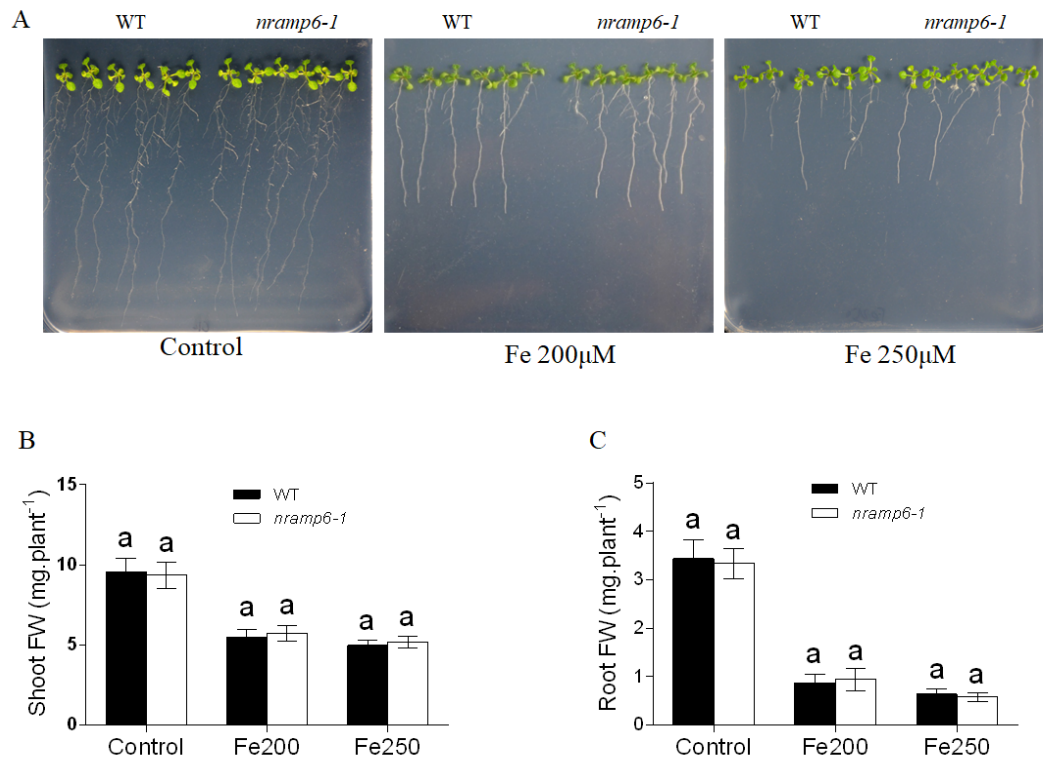 A
WT nramp6-1 WT nramp6-1 WT nramp6-1
Control Fe 200μM Fe 250μM
B
Shoot FW (mg.plant⁻¹)
15
10
5
0
WT
nramp6-1
a a a a a a
Control Fe200 Fe250
C
Root FW (mg.plant⁻¹)
5
4
3
2
1
0
WT
nramp6-1
a a a a a a
Control Fe200 Fe250